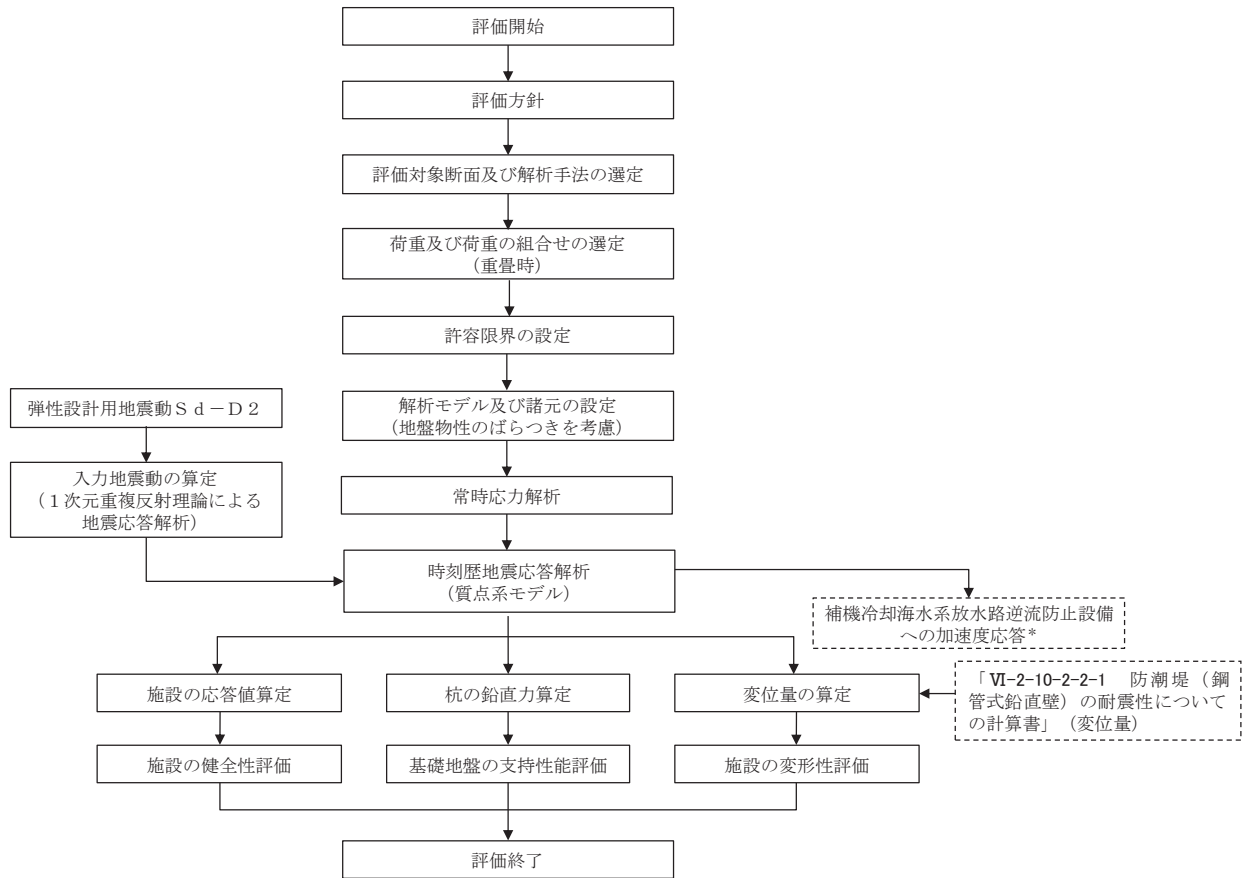 評価開始
評価方針
評価対象断面及び解析手法の選定
荷重及び荷重の組合せの選定
（重畳時）
許容限界の設定
弾性設計用地震動Ｓｄ－Ｄ２
解析モデル及び諸元の設定
（地盤物性のばらつきを考慮）
入力地震動の算定
（１次元重複反射理論による
地震応答解析）
常時応力解析
時刻歴地震応答解析
（質点系モデル）
補機冷却海水系放水路逆流防止設備
への加速度応答*
施設の応答値算定
杭の鉛直力算定
変位量の算定
「Ⅵ-2-10-2-2-1　防潮堤（鋼
管式鉛直壁）の耐震性について
の計算書」（変位量）
施設の健全性評価
基礎地盤の支持性能評価
施設の変形性評価
評価終了